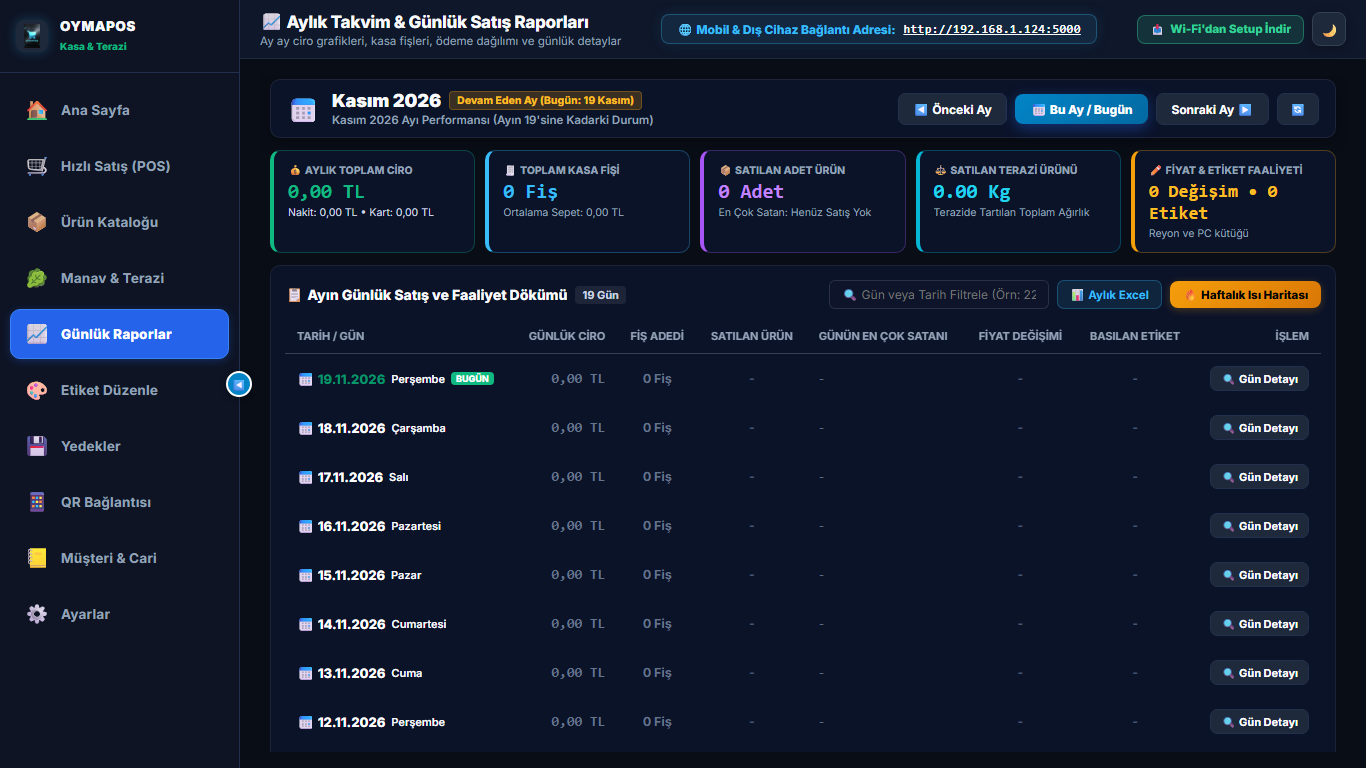 OYMAPOS
Kasa & Terazi
Ana Sayfa
Hızlı Satış (POS)
Ürün Kataloğu
Manav & Terazi
Günlük Raporlar
Etiket Düzenle
Yedekler
QR Bağlantısı
Müşteri & Cari
Ayarlar
Aylık Takvim & Günlük Satış Raporları
Ay ay ciro grafikleri, kasa fişleri, ödeme dağılımı ve günlük detaylar
Mobil & Dış Cihaz Bağlantı Adresi: http://192.168.1.124:5000
Wi-Fi'dan Setup İndir
Kasım 2026 Devam Eden Ay (Bugün: 19 Kasım)
Kasım 2026 Ayı Performansı (Ayın 19'sine Kadarki Durum)
Önceki Ay
Bu Ay / Bugün
Sonraki Ay
AYLIK TOPLAM CİRO
0,00 TL
Nakit: 0,00 TL • Kart: 0,00 TL
TOPLAM KASA FİŞİ
0 Fiş
Ortalama Sepet: 0,00 TL
SATILAN ADET ÜRÜN
0 Adet
En Çok Satan: Henüz Satış Yok
SATILAN TERAZİ ÜRÜNÜ
0.00 Kg
Terazide Tartılan Toplam Ağırlık
FİYAT & ETİKET FAALİYETİ
0 Değişim • 0
Etiket
Reyon ve PC kütüğü
Ayın Günlük Satış ve Faaliyet Dökümü 19 Gün
Gün veya Tarih Filtrele (Örn: 22
Aylık Excel
Haftalık Isı Haritası
TARİH / GÜN GÜNLÜK CİRO FİŞ ADEDİ SATILAN ÜRÜN GÜNÜN EN ÇOK SATANI FİYAT DEĞİŞİMİ BASILAN ETİKET İŞLEM
19.11.2026 Perşembe BUGÜN 0,00 TL 0 Fiş - - - - Gün Detayı
18.11.2026 Çarşamba 0,00 TL 0 Fiş - - - - Gün Detayı
17.11.2026 Salı 0,00 TL 0 Fiş - - - - Gün Detayı
16.11.2026 Pazartesi 0,00 TL 0 Fiş - - - - Gün Detayı
15.11.2026 Pazar 0,00 TL 0 Fiş - - - - Gün Detayı
14.11.2026 Cumartesi 0,00 TL 0 Fiş - - - - Gün Detayı
13.11.2026 Cuma 0,00 TL 0 Fiş - - - - Gün Detayı
12.11.2026 Perşembe 0,00 TL 0 Fiş - - - - Gün Detayı